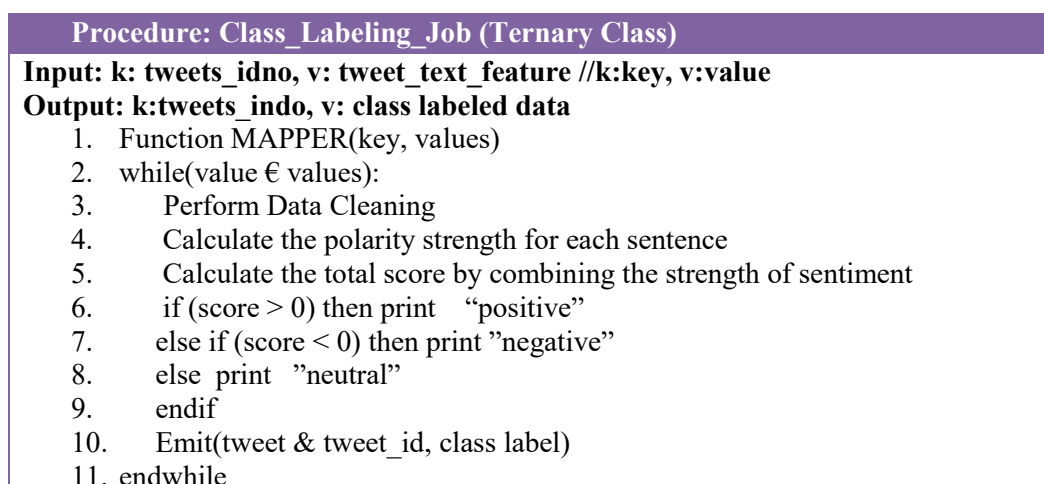 Procedure: Class_Labeling_Job (Ternary Class)
Input: k: tweets_idno, v: tweet_text_feature //k:key, v:value
Output: k:tweets_indo, v: class labeled data
1. Function MAPPER(key, values)
2. while(value € values):
3. Perform Data Cleaning
4. Calculate the polarity strength for each sentence
5. Calculate the total score by combining the strength of sentiment
6. if (score > 0) then print “positive”
7. else if (score < 0) then print ”negative”
8. else print ”neutral”
9. endif
10. Emit(tweet & tweet_id, class label)
11. endwhile